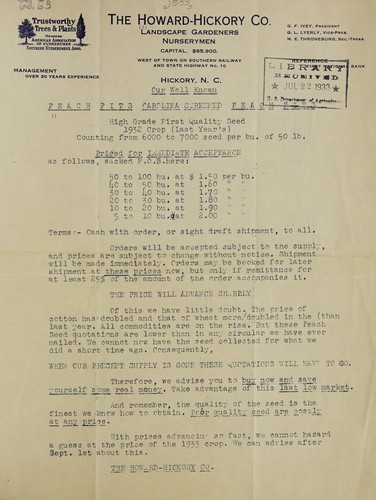 1933
Trustworthy
Trees & Plants
American Association
of Nurserymen
THE HOWARD-HICKORY CO.
LANDSCAPE GARDENERS
NURSERYMEN
CAPITAL $85,900.
WEST OF TOWN ON SOUTHERN RAILWAY
AND STATE HIGHWAY No. 10
HICKORY, N. C.
G. F. IVEY, PRESIDENT
G. L. LYERLY, VICE-PRES.
M. E. THRONEBURG, SEC.-TREAS.
MANAGEMENT
OVER 30 YEARS EXPERIENCE
REFERENCE
LIBRARY
RECEIVED
★ JUL 22 1933 ★
U. S. Department of Agriculture
Our Well Known
PEACH PITS CAROLINA SCREENED PEACH
High Grade First Quality Seed
1932 Crop (Last Year's)
Counting from 6000 to 7000 seed per bu. of 50 lb.
Priced for IMMEDIATE ACCEPTANCE
as follows, sacked F.O.B. here:
50 to 100 bu. at $ 1.50 per bu.
40 to 50 bu. at 1.60 " "
30 to 40 bu. at 1.70 " "
20 to 30 bu. at 1.80 " "
10 to 20 bu. at 1.90 " "
5 to 10 bu. at 2.00 " "
Terms:- Cash with order, or sight draft shipment, to all.
Orders will be accepted subject to the supply,
and prices are subject to change without notice. Shipment
will be made immediately. Orders may be booked for later
shipment at these prices now, but only if remittance for
at least 25% of the amount of the order accompanies it.
THE PRICE WILL ADVANCE SHARPLY
Of this we have little doubt. The price of
cotton has doubled and that of wheat more/doubled in the (than
last year. All commodities are on the rise. But these Peach
Seed quotations are lower than in any circular we have ever
mailed. We cannot now have the seed collected for what we
did a short time ago. Consequently,
WHEN OUR PRESENT SUPPLY IS GONE THESE QUOTATIONS WILL HAVE TO GO.
Therefore, we advise you to buy now and save
yourself some real money. Take advantage of this last low market.
And remember, the quality of the seed is the
finest we know how to obtain. Poor quality seed are costly
at any price.
With prices advancing so fast, we cannot hazard
a guess at the price of the 1933 crop. We can advise after
Sept. 1st about this.
THE HOWARD-HICKORY CO.